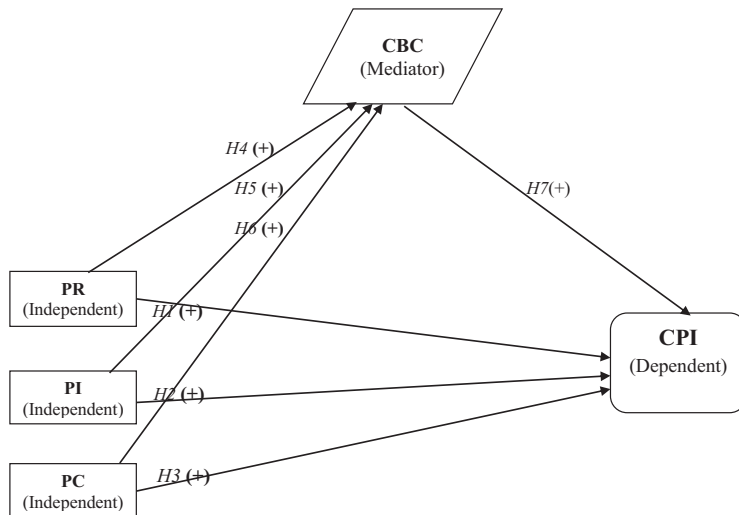 CBC
(Mediator)
H4 (+)
H5 (+)
H7(+)
H6 (+)
PR
(Independent)
H1 (+)
CPI
(Dependent)
PI
(Independent)
H2 (+)
PC
(Independent)
H3 (+)